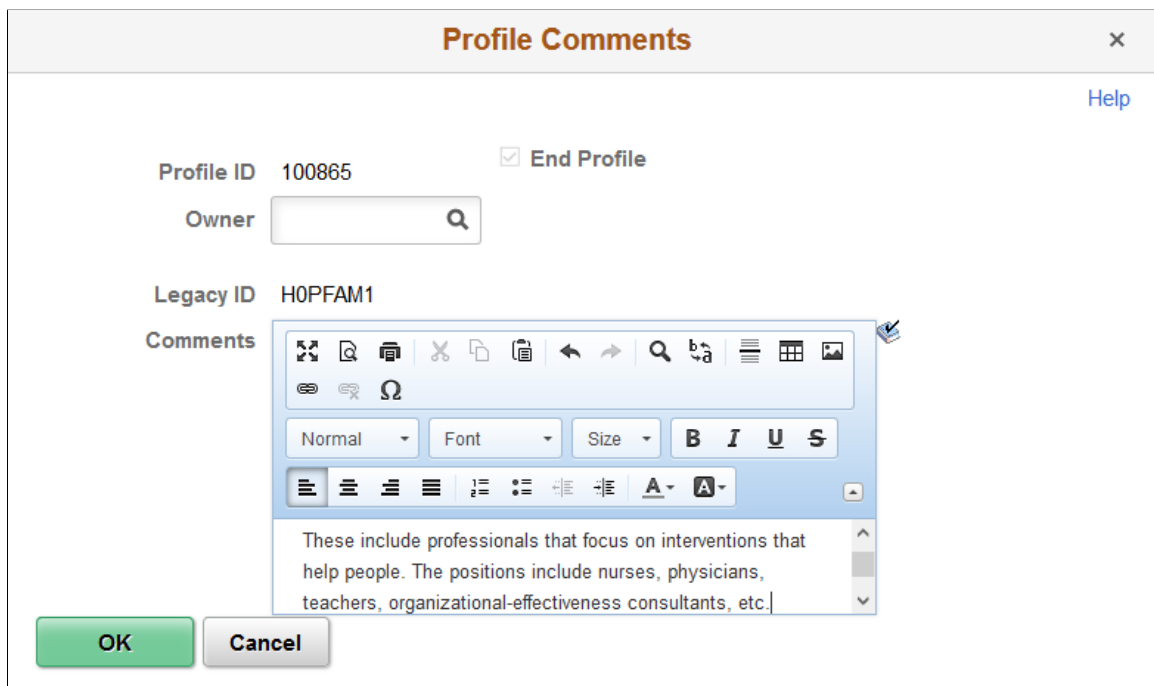 Profile Comments
×
Help
Profile ID 100865
End Profile
Owner
Legacy ID H0PFAM1
Comments
Normal Font Size B I U S
A A
These include professionals that focus on interventions that
help people. The positions include nurses, physicians,
teachers, organizational-effectiveness consultants, etc.
OK Cancel